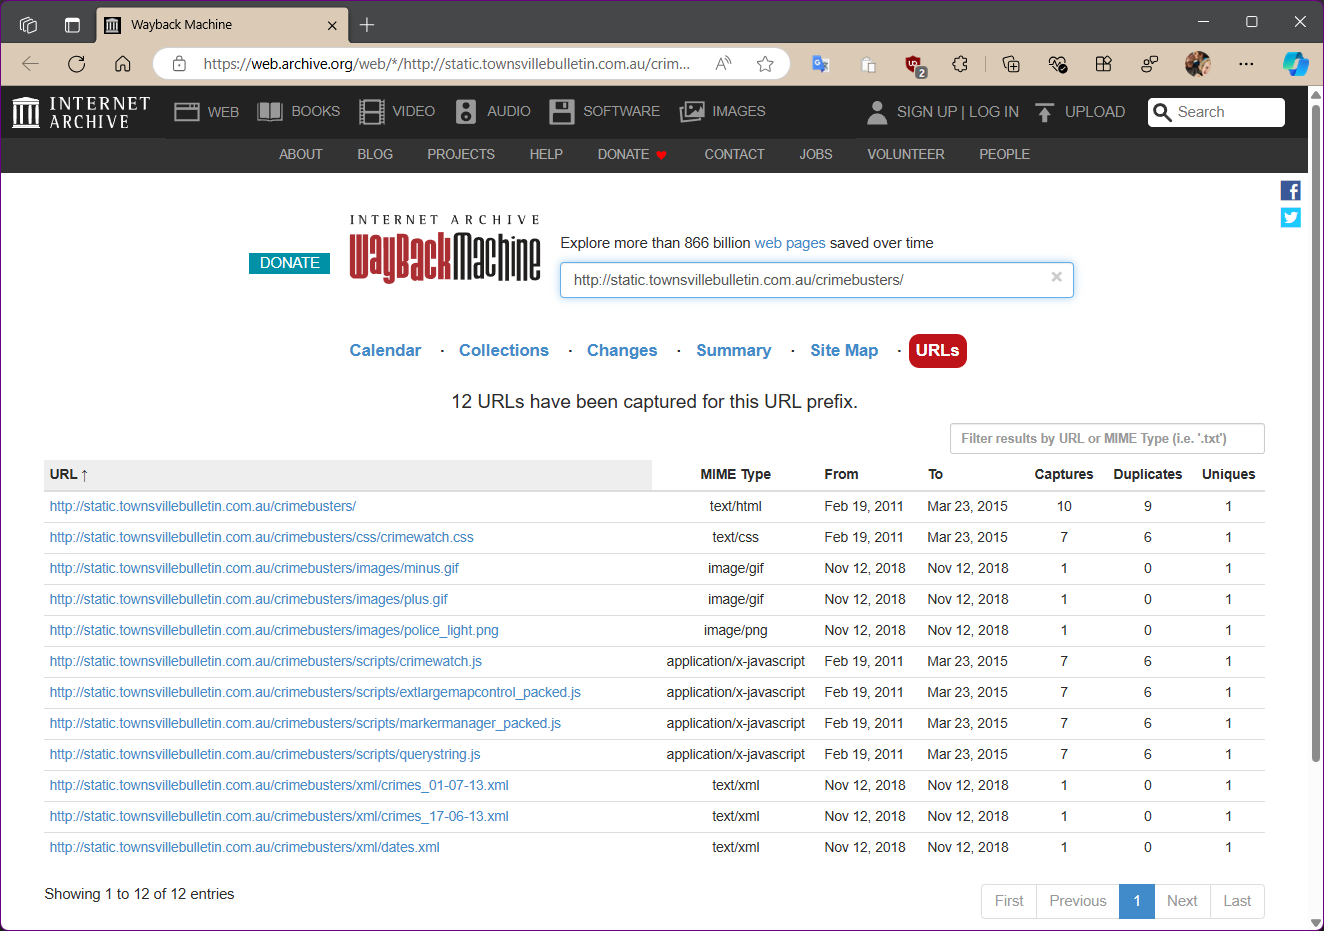 Wayback Machine
https://web.archive.org/web/*/http://static.townsvillebulletin.com.au/crim...
2
INTERNET ARCHIVE
WEB BOOKS VIDEO AUDIO SOFTWARE IMAGES SIGN UP | LOG IN UPLOAD Search
ABOUT BLOG PROJECTS HELP DONATE CONTACT JOBS VOLUNTEER PEOPLE
INTERNET ARCHIVE
WayBackMachine
DONATE
Explore more than 866 billion web pages saved over time
http://static.townsvillebulletin.com.au/crimebusters/
Calendar · Collections · Changes · Summary · Site Map · URLs
12 URLs have been captured for this URL prefix.
Filter results by URL or MIME Type (i.e. '.txt')
URL ↑ MIME Type From To Captures Duplicates Uniques
http://static.townsvillebulletin.com.au/crimebusters/ text/html Feb 19, 2011 Mar 23, 2015 10 9 1
http://static.townsvillebulletin.com.au/crimebusters/css/crimewatch.css text/css Feb 19, 2011 Mar 23, 2015 7 6 1
http://static.townsvillebulletin.com.au/crimebusters/images/minus.gif image/gif Nov 12, 2018 Nov 12, 2018 1 0 1
http://static.townsvillebulletin.com.au/crimebusters/images/plus.gif image/gif Nov 12, 2018 Nov 12, 2018 1 0 1
http://static.townsvillebulletin.com.au/crimebusters/images/police_light.png image/png Nov 12, 2018 Nov 12, 2018 1 0 1
http://static.townsvillebulletin.com.au/crimebusters/scripts/crimewatch.js application/x-javascript Feb 19, 2011 Mar 23, 2015 7 6 1
http://static.townsvillebulletin.com.au/crimebusters/scripts/extlargemapcontrol_packed.js application/x-javascript Feb 19, 2011 Mar 23, 2015 7 6 1
http://static.townsvillebulletin.com.au/crimebusters/scripts/markermanager_packed.js application/x-javascript Feb 19, 2011 Mar 23, 2015 7 6 1
http://static.townsvillebulletin.com.au/crimebusters/scripts/querystring.js application/x-javascript Feb 19, 2011 Mar 23, 2015 7 6 1
http://static.townsvillebulletin.com.au/crimebusters/xml/crimes_01-07-13.xml text/xml Nov 12, 2018 Nov 12, 2018 1 0 1
http://static.townsvillebulletin.com.au/crimebusters/xml/crimes_17-06-13.xml text/xml Nov 12, 2018 Nov 12, 2018 1 0 1
http://static.townsvillebulletin.com.au/crimebusters/xml/dates.xml text/xml Nov 12, 2018 Nov 12, 2018 1 0 1
Showing 1 to 12 of 12 entries
First Previous 1 Next Last